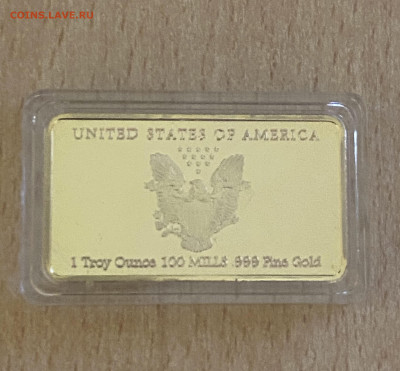 COINS.LAVE.RU
UNITED STATES OF AMERICA
1 Troy Ounce 100 MILLS .999 Fine Gold